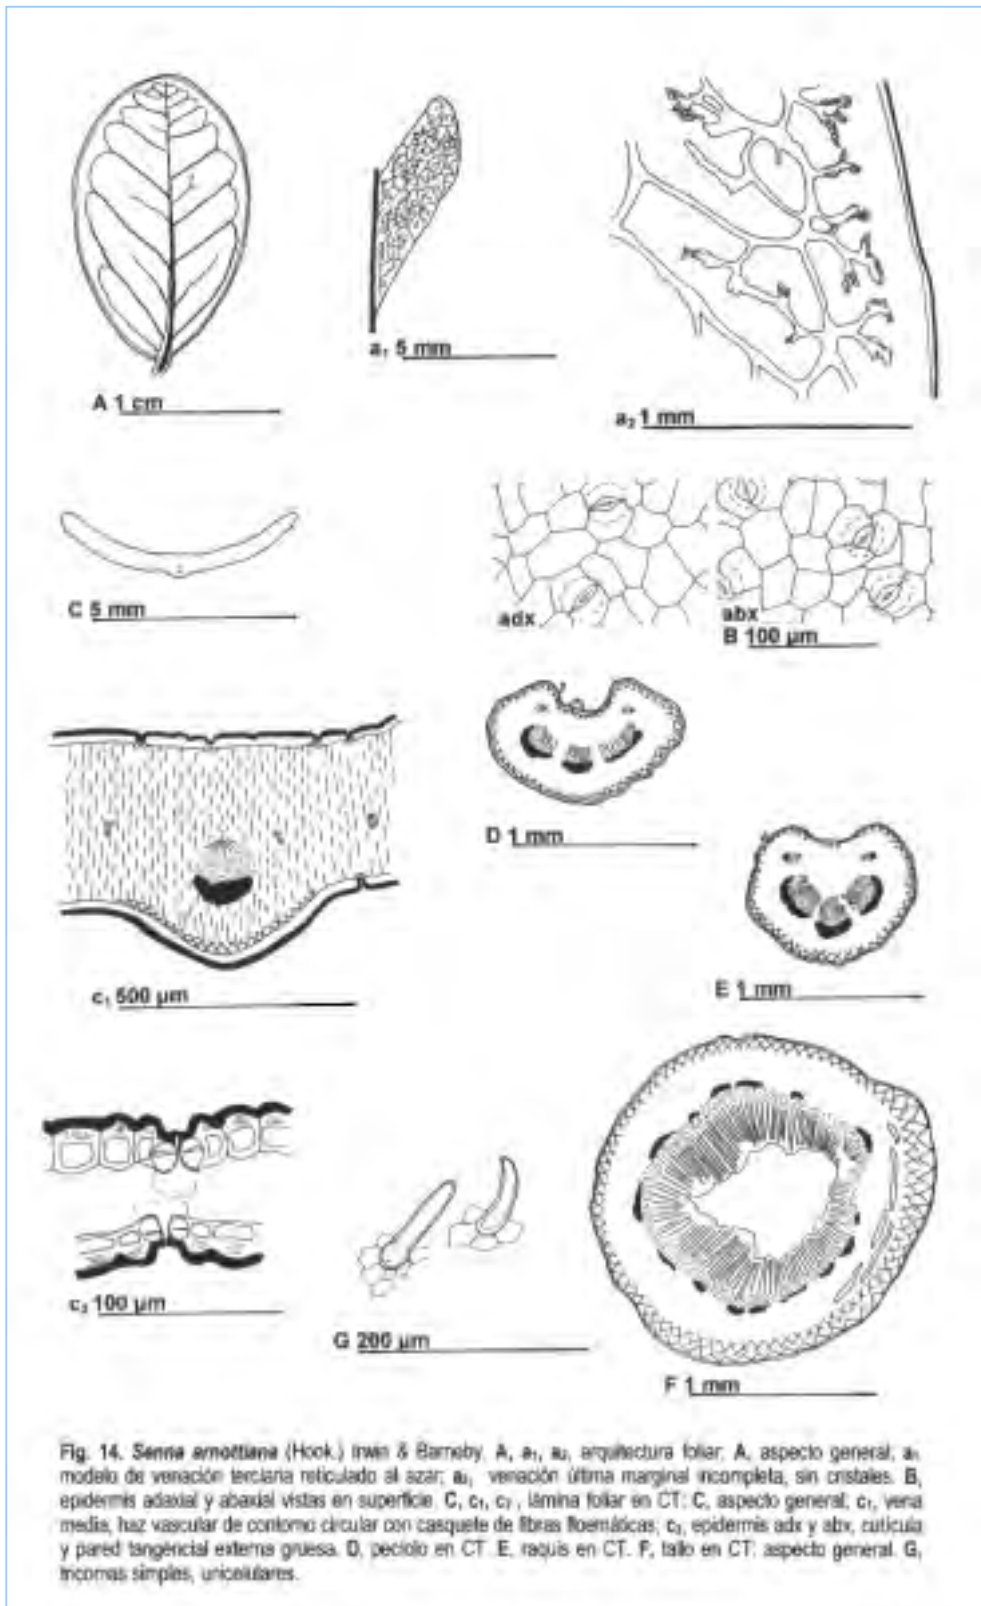 A 1 cm
a₁ 5 mm
a₂ 1 mm
C 5 mm
adx
abx
B 100 µm
D 1 mm
c₁ 500 µm
E 1 mm
c₂ 100 µm
G 200 µm
F 1 mm
Fig. 14. Senna arnottiana (Hook.) Irwin & Barneby. A, a₁, a₂, arquitectura foliar; A, aspecto general; a₁
modelo de venación terciaria reticulado al azar; a₂, venación última marginal incompleta, sin cristales. B,
epidermis adaxial y abaxial vistas en superficie. C, c₁, c₂, lámina foliar en CT: C, aspecto general; c₁, vena
media, haz vascular de contorno circular con casquete de fibras floemáticas; c₂, epidermis adx y abx, cutícula
y pared tangencial externa gruesa. D, pecíolo en CT. E, raquis en CT. F, tallo en CT: aspecto general. G,
tricomas simples, unicelulares.